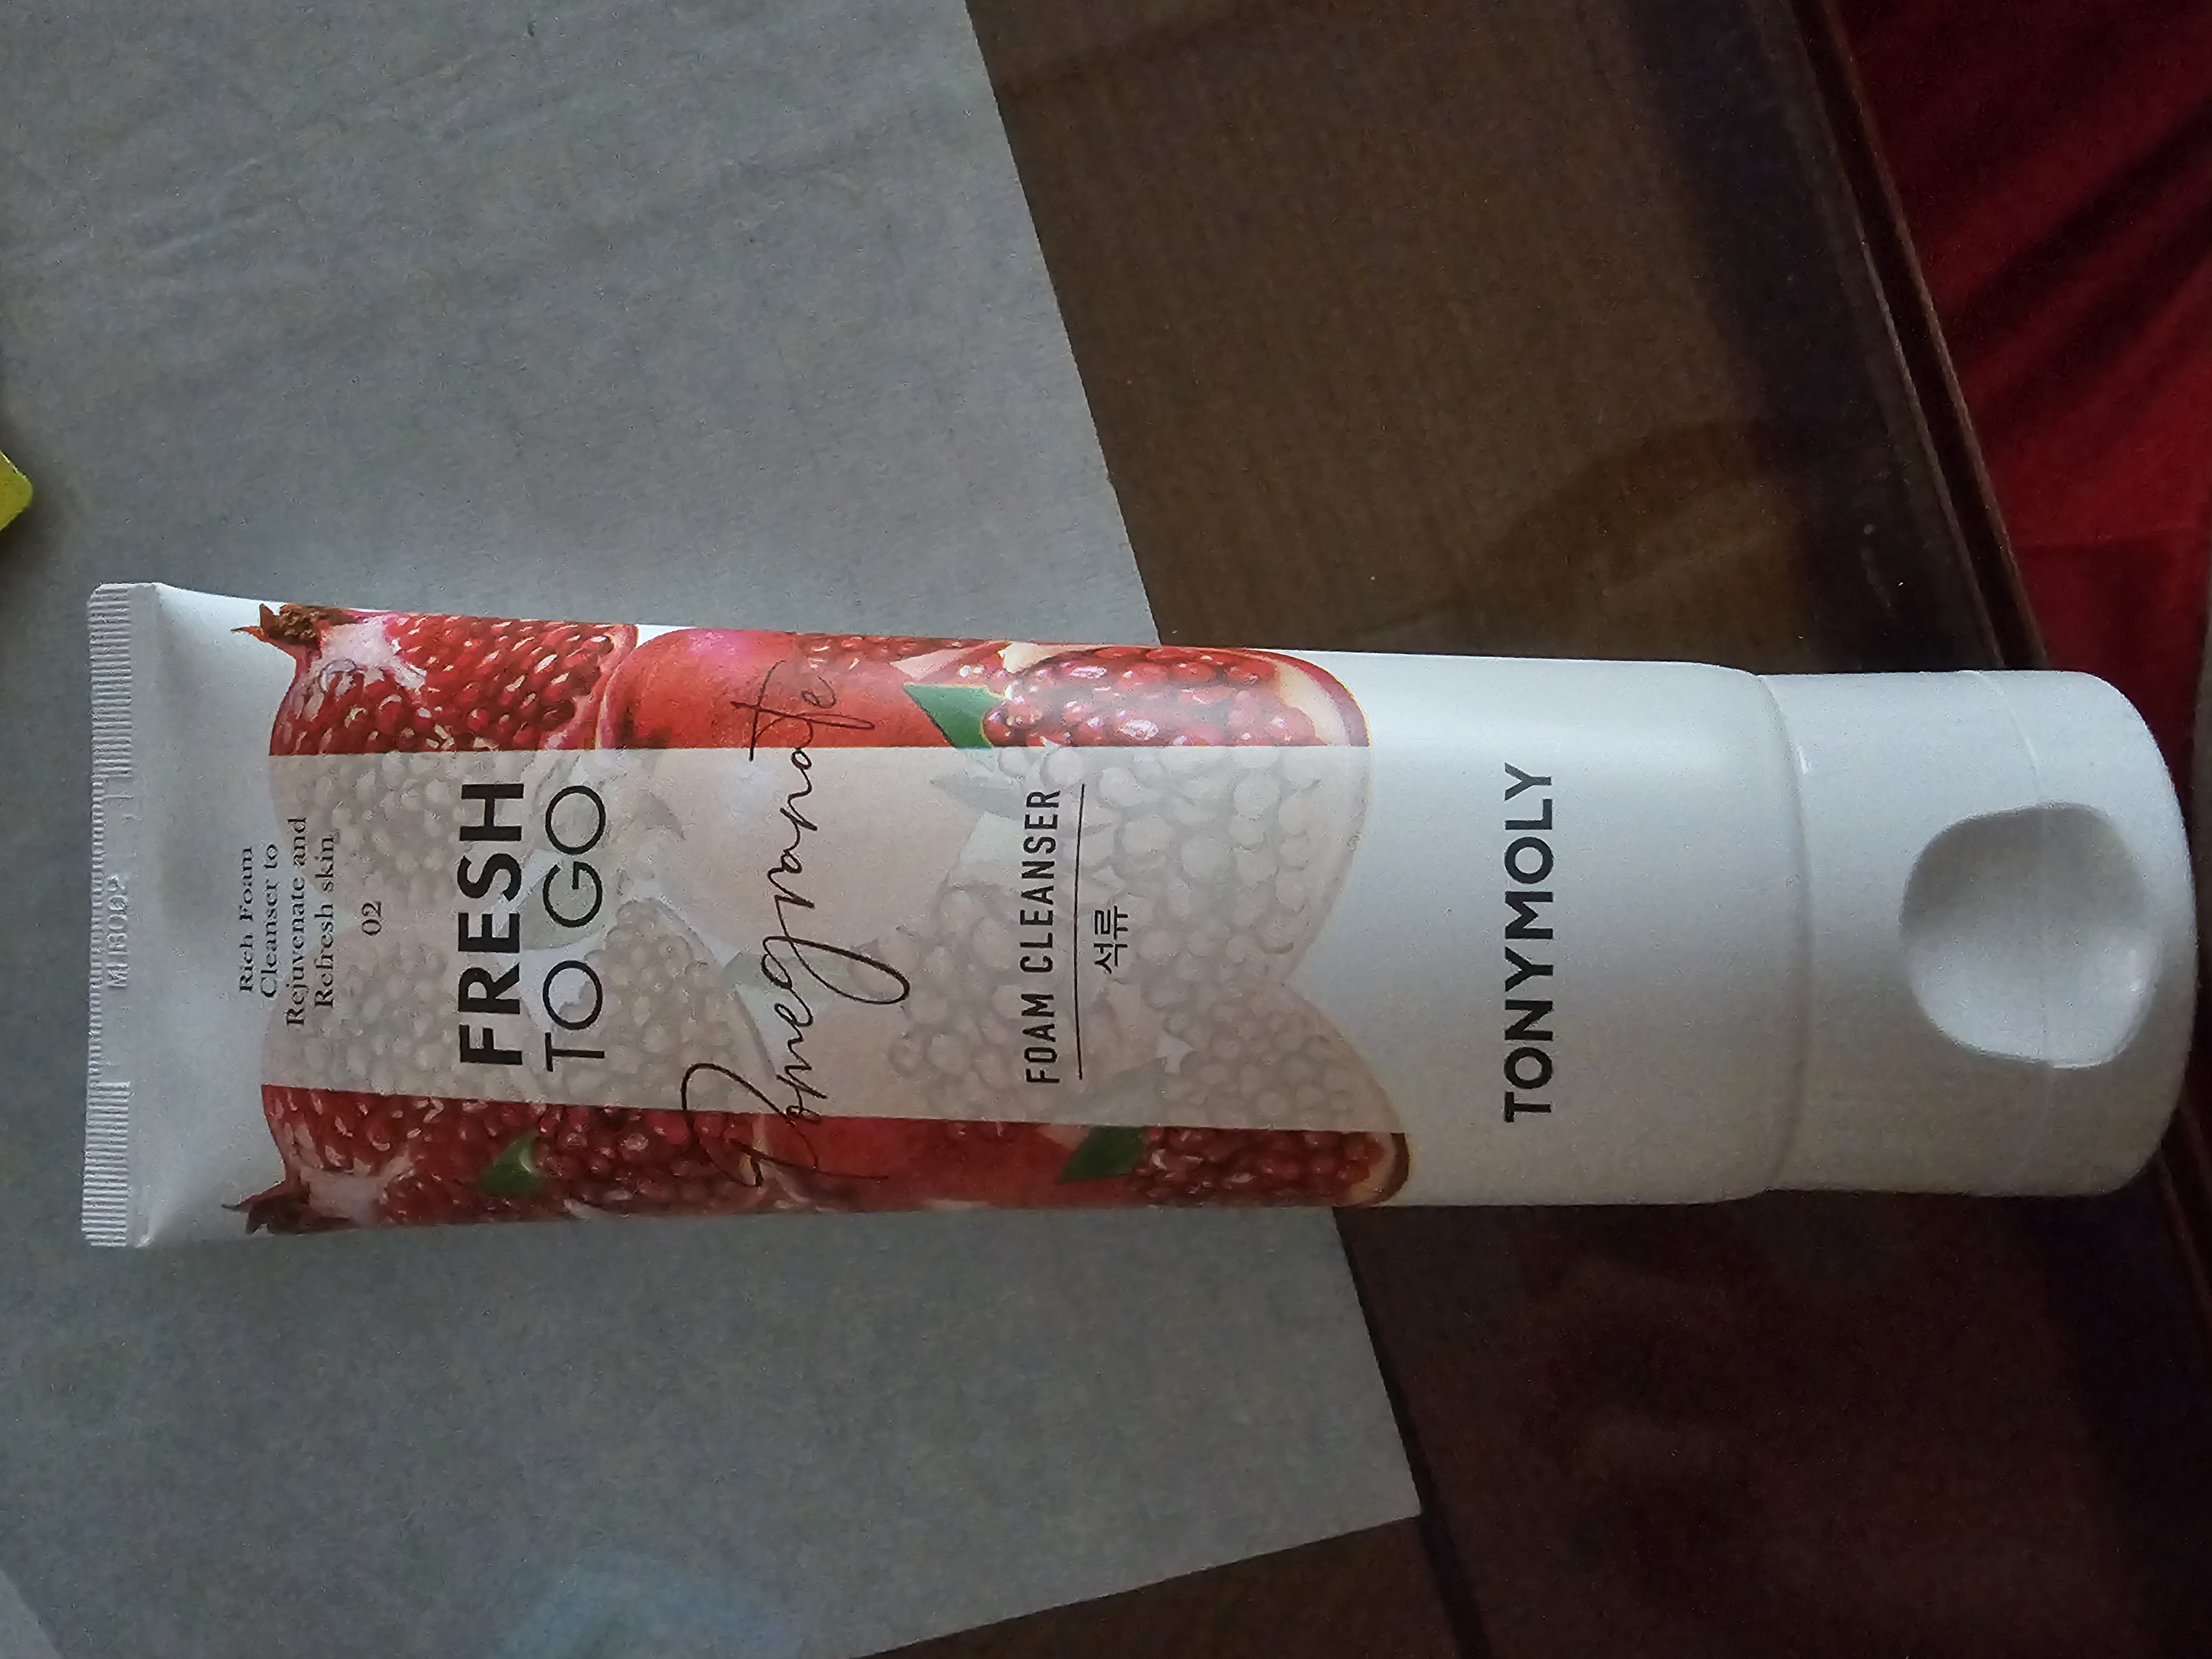 Rich Foam
Cleanser to
Rejuvenate and
Refresh skin
02
FRESH
TO GO
Pomegranate
FOAM CLEANSER
석류
TONYMOLY